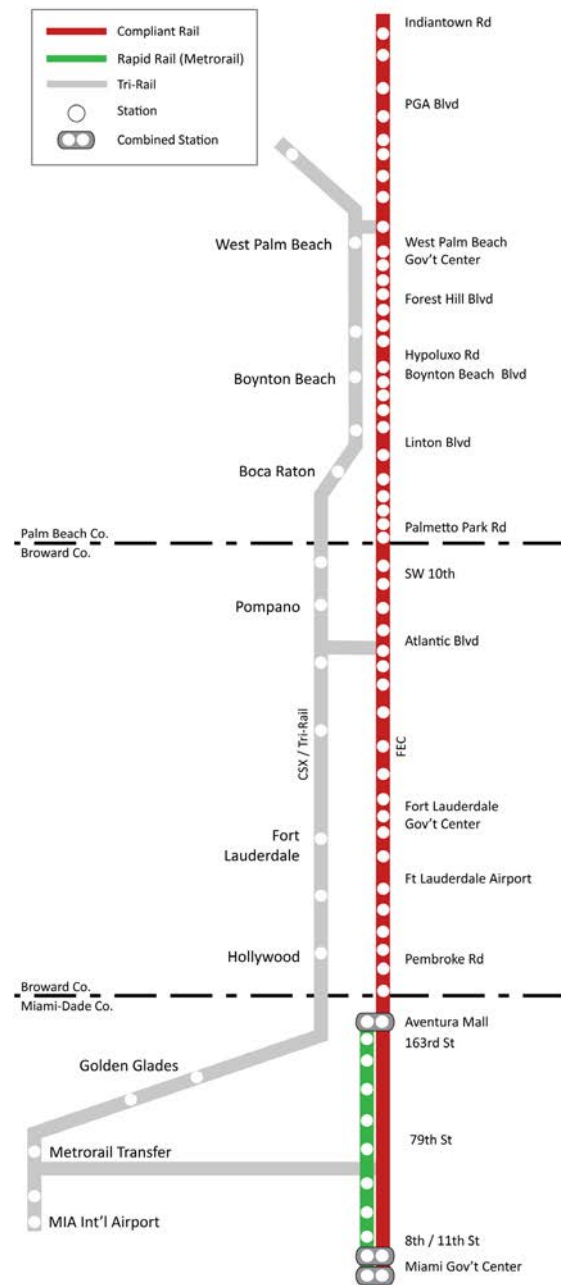 Compliant Rail
Rapid Rail (Metrorail)
Tri-Rail
Station
Combined Station
Indiantown Rd
PGA Blvd
West Palm Beach
West Palm Beach
Gov't Center
Forest Hill Blvd
Hypoluxo Rd
Boynton Beach
Boynton Beach Blvd
Linton Blvd
Boca Raton
Palmetto Park Rd
Palm Beach Co.
Broward Co.
SW 10th
Pompano
Atlantic Blvd
CSX / Tri-Rail
FEC
Fort Lauderdale
Gov't Center
Fort
Lauderdale
Ft Lauderdale Airport
Hollywood
Pembroke Rd
Broward Co.
Miami-Dade Co.
Aventura Mall
163rd St
Golden Glades
79th St
Metrorail Transfer
MIA Int'l Airport
8th / 11th St
Miami Gov't Center